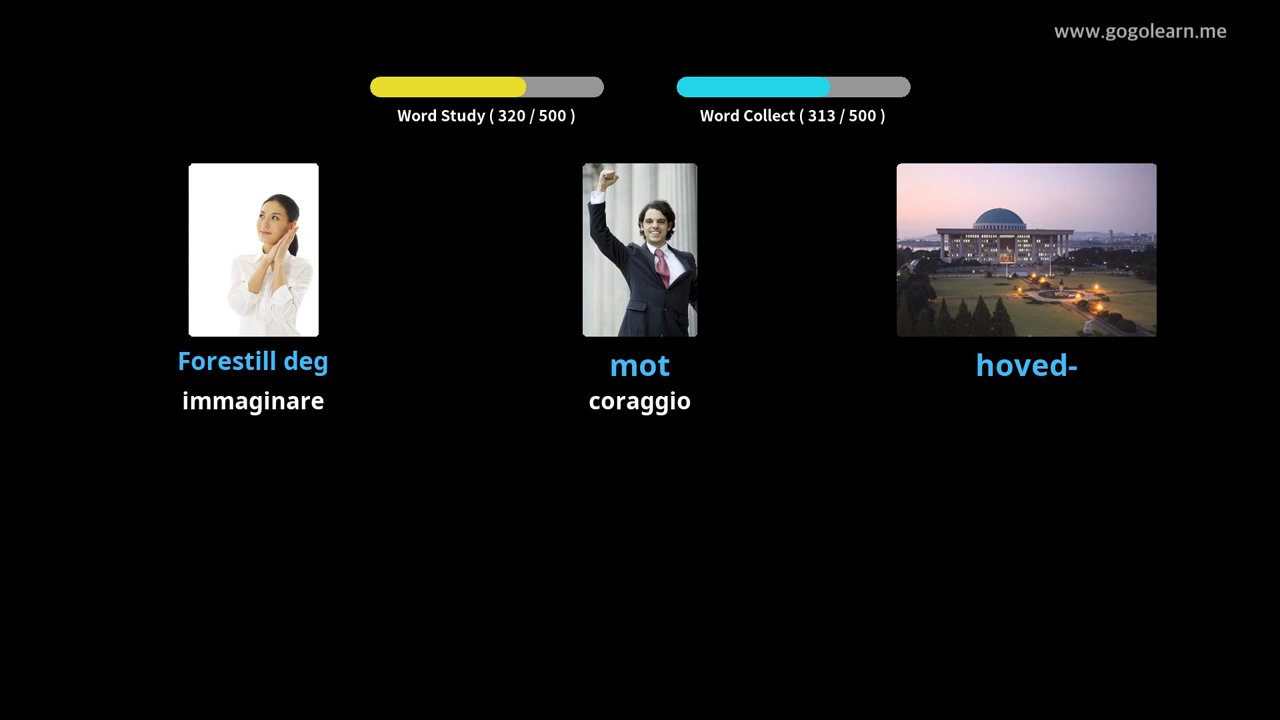 www.gogolearn.me
Word Study ( 320 / 500 )
Word Collect ( 313 / 500 )
Forestill deg
immaginare
mot
coraggio
hoved-